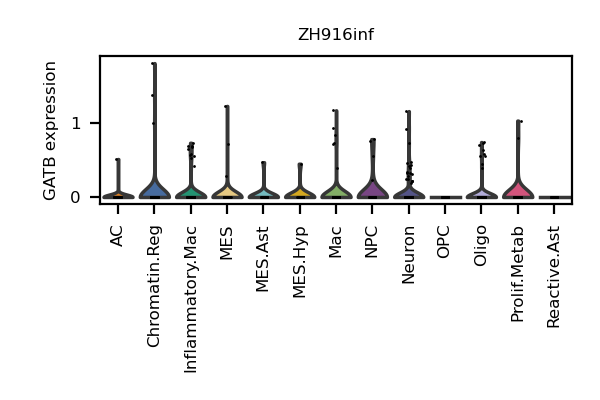 ZH916inf
GATB expression
1
0
AC
Chromatin.Reg
Inflammatory.Mac
MES
MES.Ast
MES.Hyp
Mac
NPC
Neuron
OPC
Oligo
Prolif.Metab
Reactive.Ast